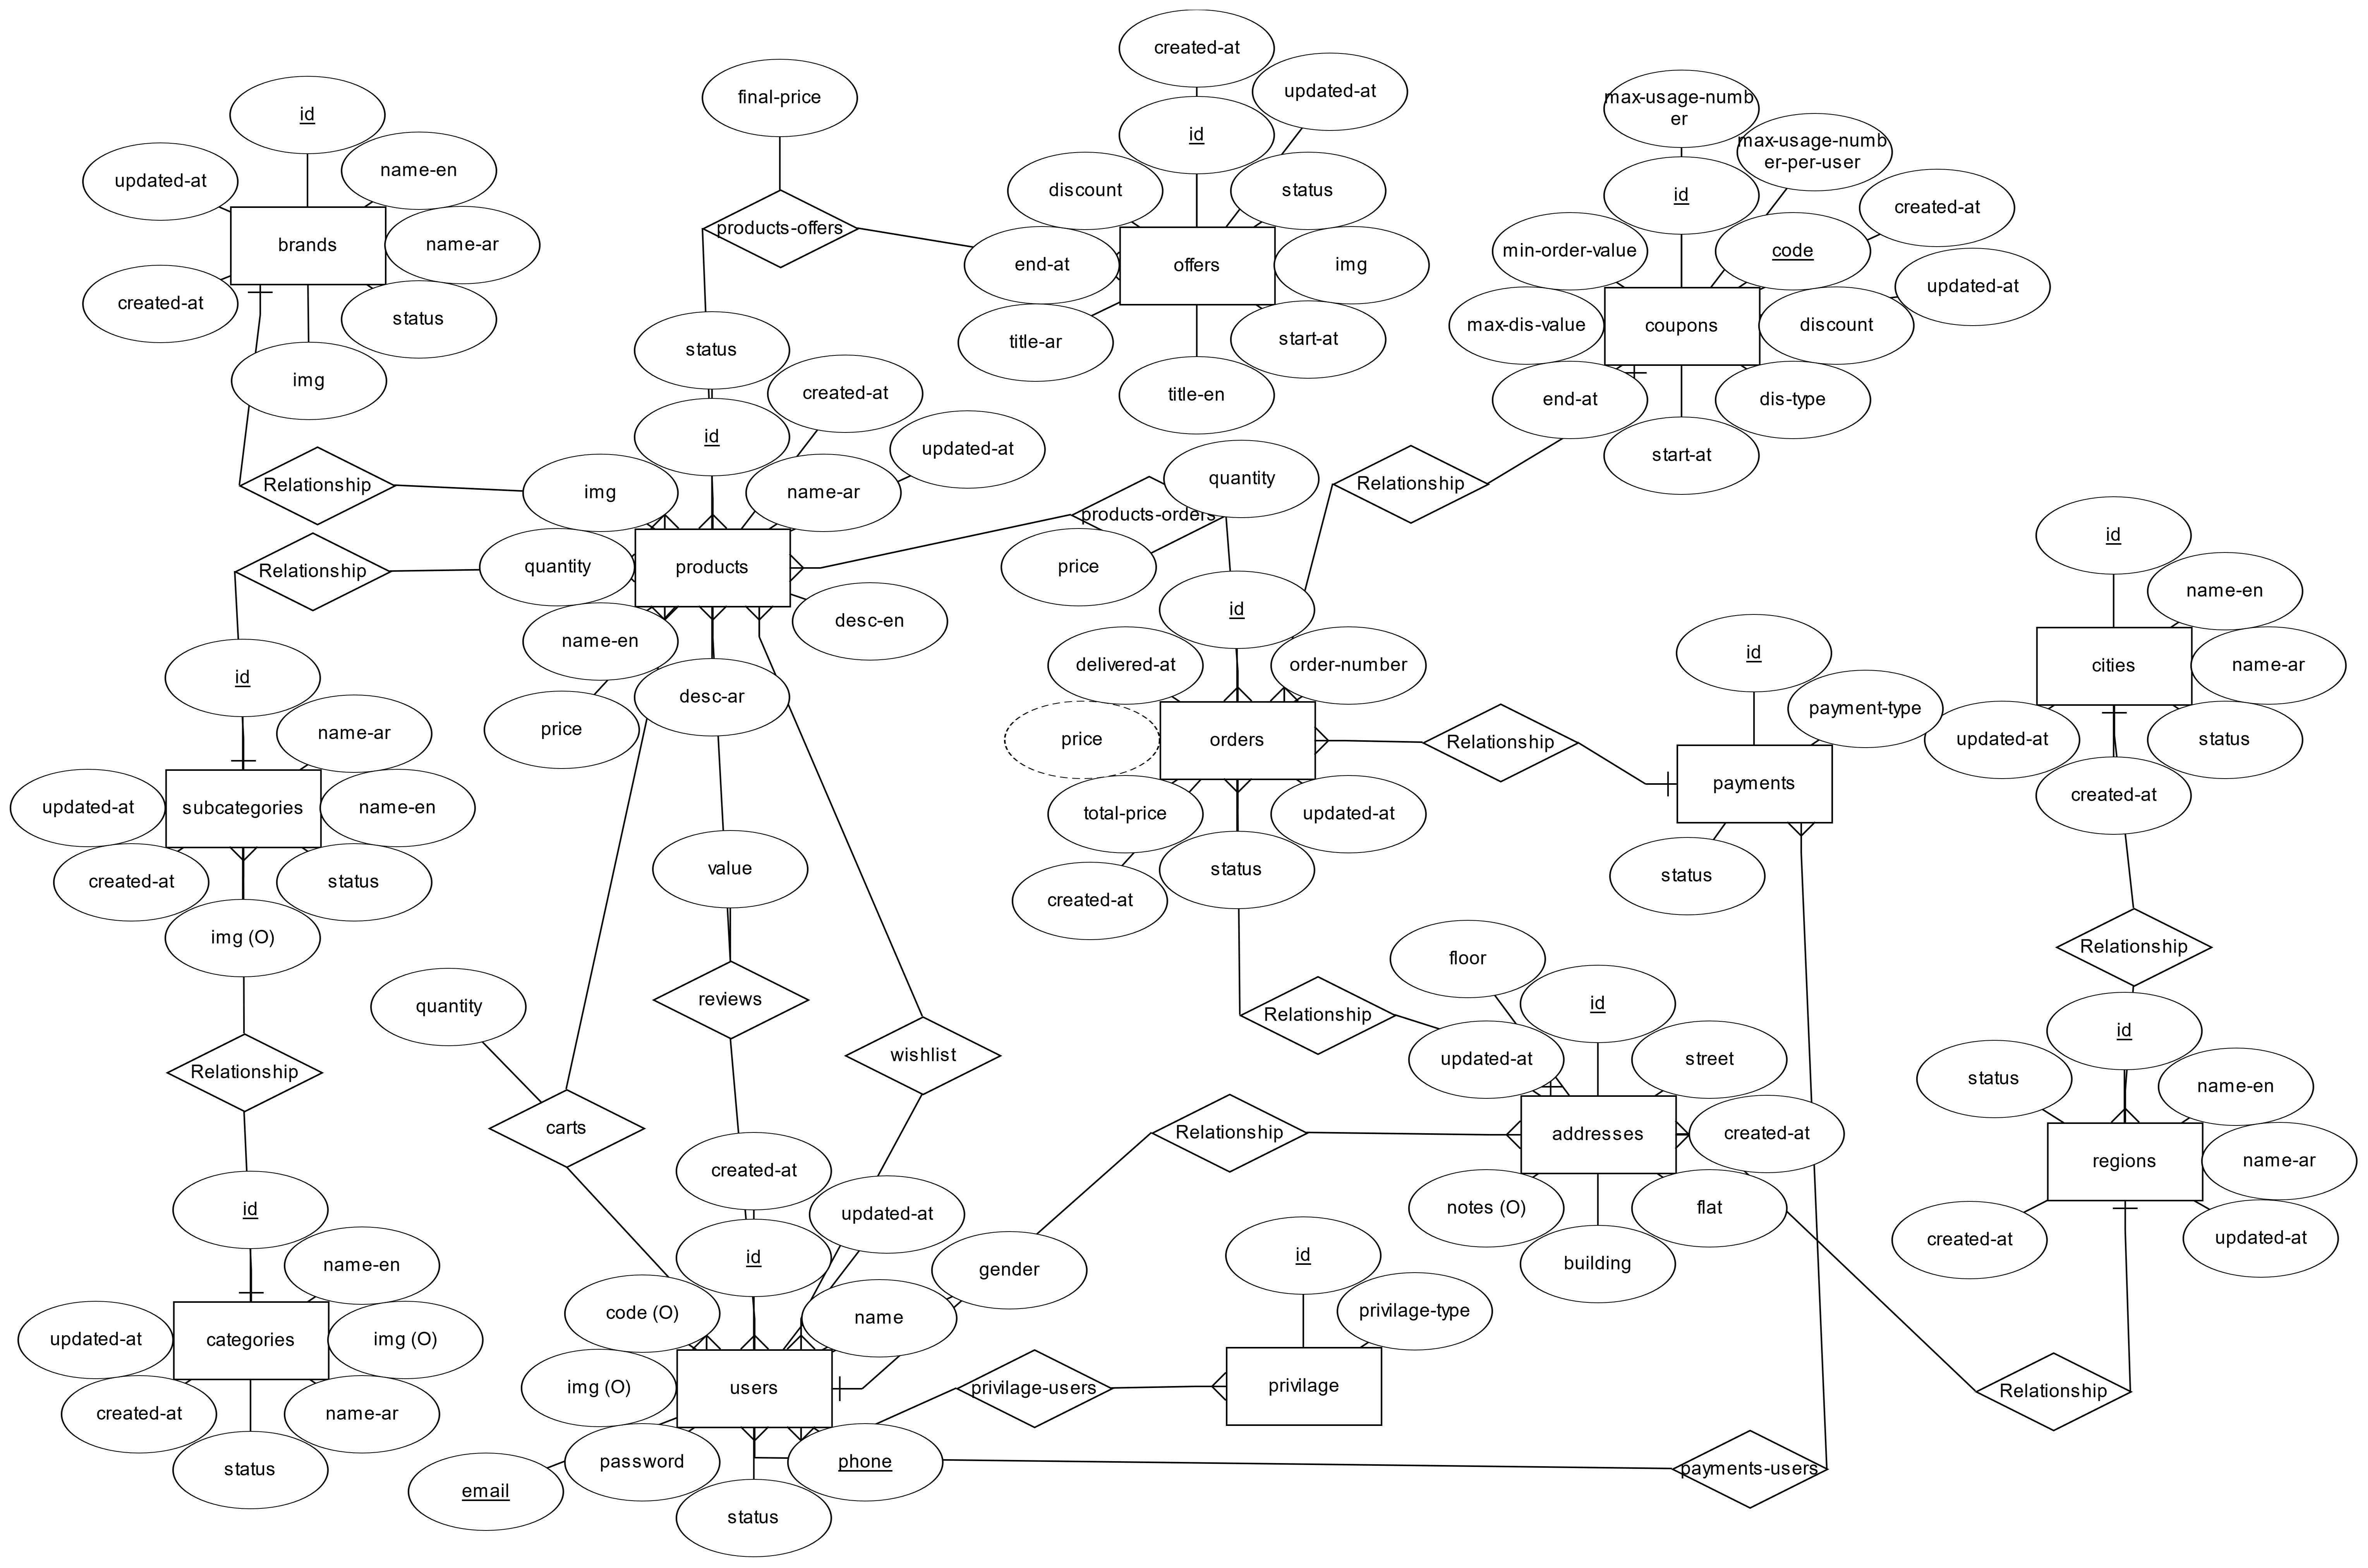 created-at
final-price
updated-at
max-usage-numb
er
id
id
max-usage-numb
er-per-user
name-en
updated-at
discount
status
id
created-at
products-offers
min-order-value
code
brands
name-ar
end-at
offers
img
updated-at
created-at
status
title-ar
start-at
max-dis-value
coupons
discount
img
status
created-at
title-en
end-at
dis-type
id
updated-at
start-at
Relationship
img
name-ar
quantity
Relationship
products-orders
id
Relationship
quantity
products
price
name-en
desc-en
id
cities
name-ar
name-en
id
delivered-at
order-number
id
desc-ar
price
name-ar
price
orders
Relationship
payment-type
updated-at
status
updated-at
subcategories
name-en
total-price
updated-at
payments
created-at
created-at
status
value
created-at
status
status
img (O)
floor
Relationship
quantity
reviews
Relationship
id
id
Relationship
wishlist
updated-at
street
status
name-en
carts
Relationship
addresses
created-at
regions
name-ar
created-at
id
updated-at
notes (O)
flat
created-at
updated-at
name-en
id
gender
id
building
code (O)
name
privilage-type
updated-at
categories
img (O)
img (O)
users
privilage-users
privilage
Relationship
created-at
name-ar
password
phone
payments-users
status
email
status